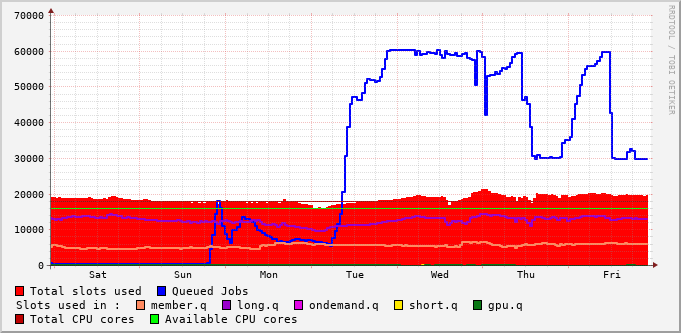 70000
60000
50000
40000
30000
20000
10000
0
Sat Sun Mon Tue Wed Thu Fri
Total slots used Queued Jobs
Slots used in : member.q long.q ondemand.q short.q gpu.q
Total CPU cores Available CPU cores
RRDTOOL / TOBI OETIKER